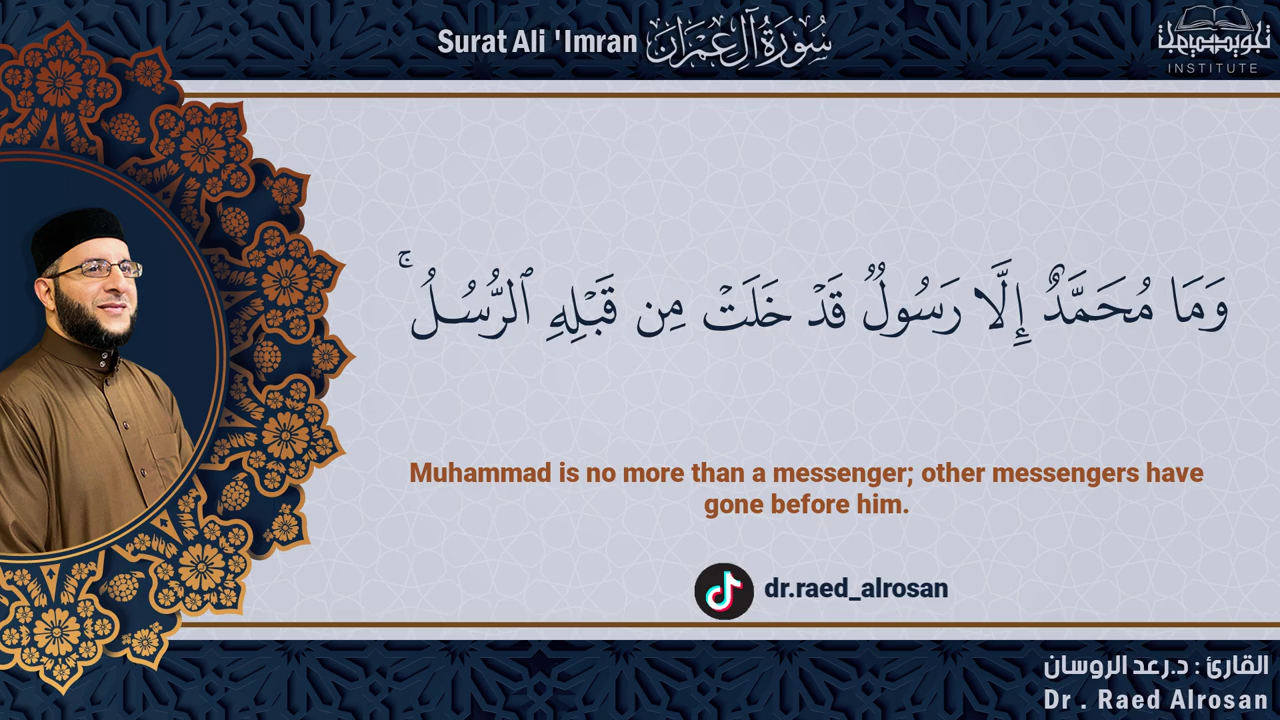 Surat Ali 'Imran سُورَةُ آلِ عِمْرَانَ
INSTITUTE
وَمَا مُحَمَّدٌ إِلَّا رَسُولٌۭ قَدْ خَلَتْ مِن قَبْلِهِ ٱلرُّسُلُ ۚ
Muhammad is no more than a messenger; other messengers have
gone before him.
dr.raed_alrosan
القارئ : د.رعد الروسان
Dr . Raed Alrosan